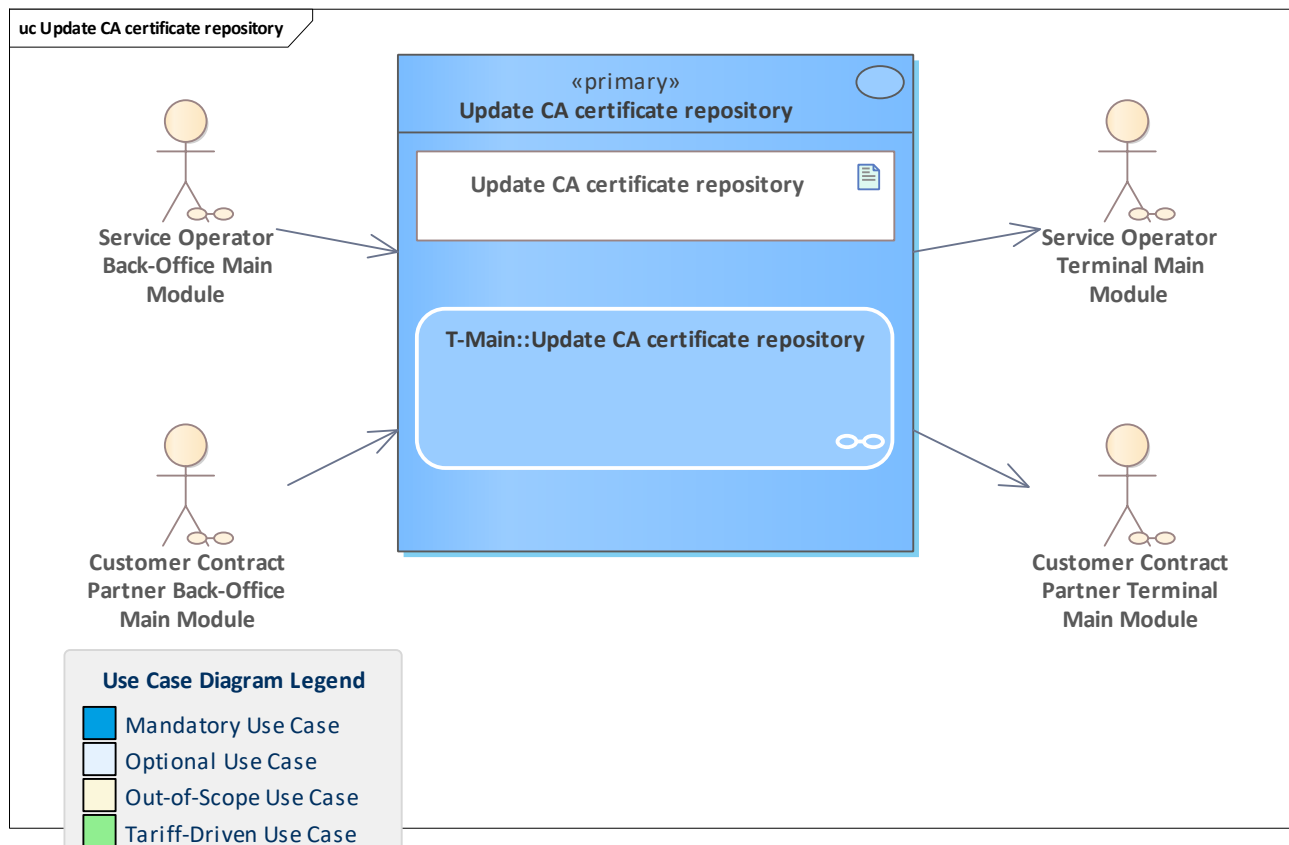 uc Update CA certificate repository
«primary»
Update CA certificate repository
Update CA certificate repository
T-Main::Update CA certificate repository
Service Operator
Back-Office Main
Module
Customer Contract
Partner Back-Office
Main Module
Service Operator
Terminal Main
Module
Customer Contract
Partner Terminal
Main Module
Use Case Diagram Legend
Mandatory Use Case
Optional Use Case
Out-of-Scope Use Case
Tariff-Driven Use Case